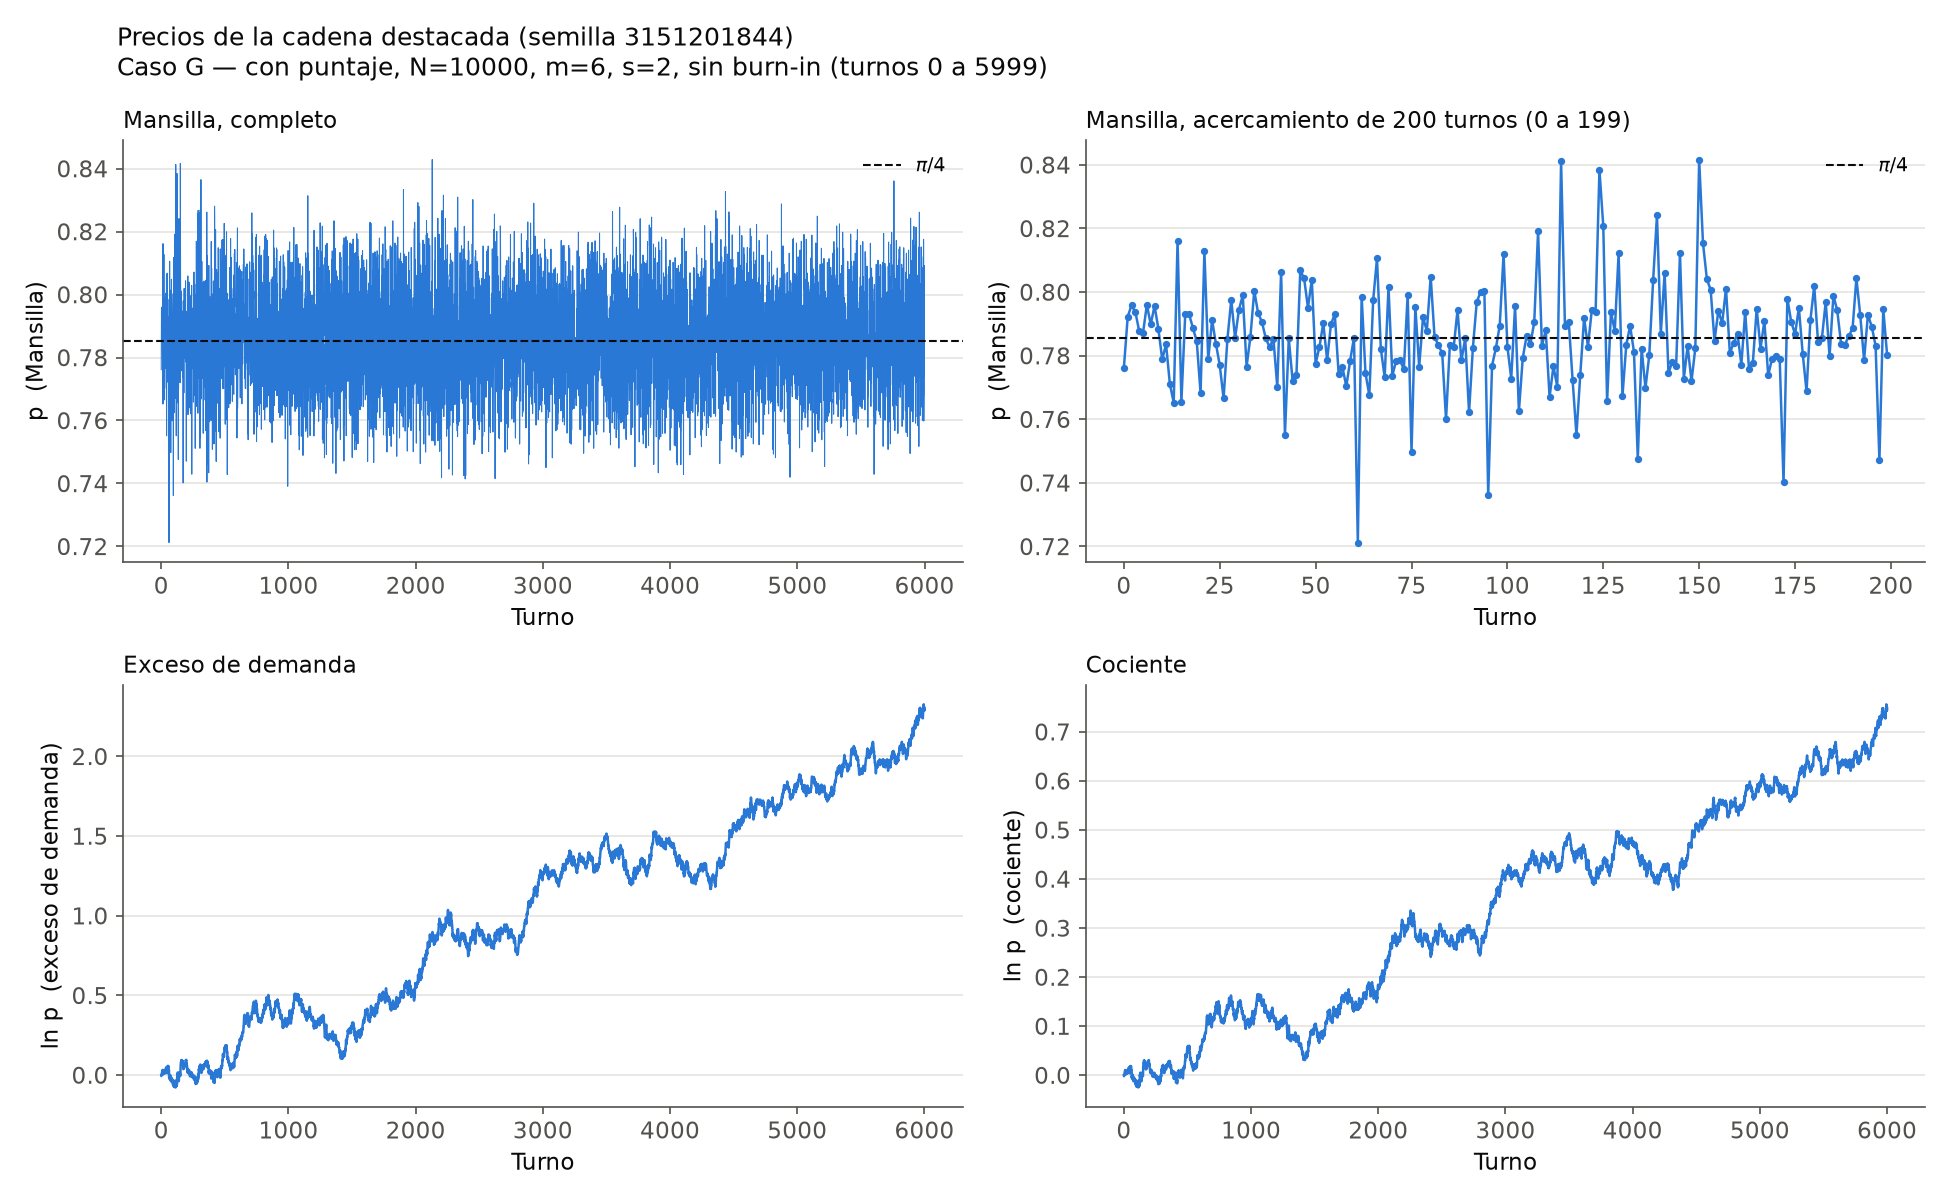 Precios de la cadena destacada (semilla 3151201844)
Caso G — con puntaje, N=10000, m=6, s=2, sin burn-in (turnos 0 a 5999)
Mansilla, completo
π/4
p (Mansilla)
0.84
0.82
0.80
0.78
0.76
0.74
0.72
0 1000 2000 3000 4000 5000 6000
Turno
Mansilla, acercamiento de 200 turnos (0 a 199)
π/4
p (Mansilla)
0.84
0.82
0.80
0.78
0.76
0.74
0.72
0 25 50 75 100 125 150 175 200
Turno
Exceso de demanda
ln p (exceso de demanda)
2.0
1.5
1.0
0.5
0.0
0 1000 2000 3000 4000 5000 6000
Turno
Cociente
ln p (cociente)
0.7
0.6
0.5
0.4
0.3
0.2
0.1
0.0
0 1000 2000 3000 4000 5000 6000
Turno